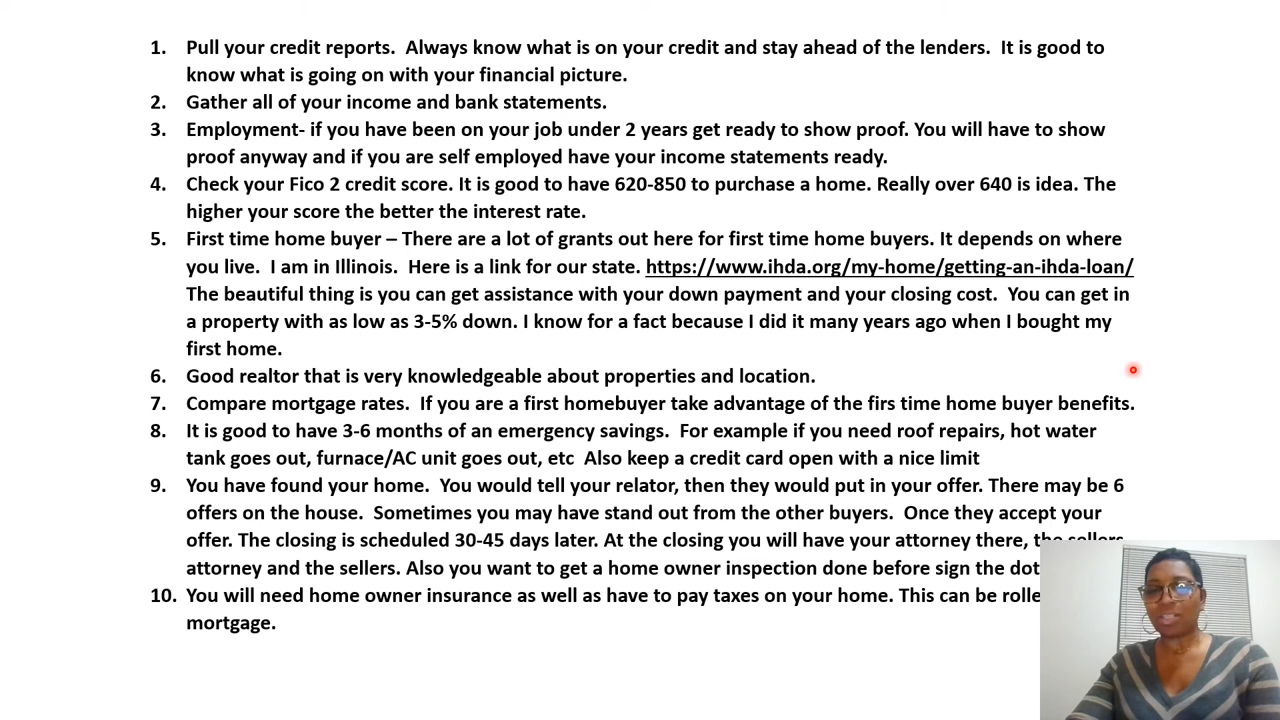 1. Pull your credit reports. Always know what is on your credit and stay ahead of the lenders. It is good to
know what is going on with your financial picture.
2. Gather all of your income and bank statements.
3. Employment- if you have been on your job under 2 years get ready to show proof. You will have to show
proof anyway and if you are self employed have your income statements ready.
4. Check your Fico 2 credit score. It is good to have 620-850 to purchase a home. Really over 640 is idea. The
higher your score the better the interest rate.
5. First time home buyer – There are a lot of grants out here for first time home buyers. It depends on where
you live. I am in Illinois. Here is a link for our state. https://www.ihda.org/my-home/getting-an-ihda-loan/
The beautiful thing is you can get assistance with your down payment and your closing cost. You can get in
a property with as low as 3-5% down. I know for a fact because I did it many years ago when I bought my
first home.
6. Good realtor that is very knowledgeable about properties and location.
7. Compare mortgage rates. If you are a first homebuyer take advantage of the firs time home buyer benefits.
8. It is good to have 3-6 months of an emergency savings. For example if you need roof repairs, hot water
tank goes out, furnace/AC unit goes out, etc Also keep a credit card open with a nice limit
9. You have found your home. You would tell your relator, then they would put in your offer. There may be 6
offers on the house. Sometimes you may have stand out from the other buyers. Once they accept your
offer. The closing is scheduled 30-45 days later. At the closing you will have your attorney there, the sellers
attorney and the sellers. Also you want to get a home owner inspection done before sign the
10. You will need home owner insurance as well as have to pay taxes on your home. This can be
mortgage.